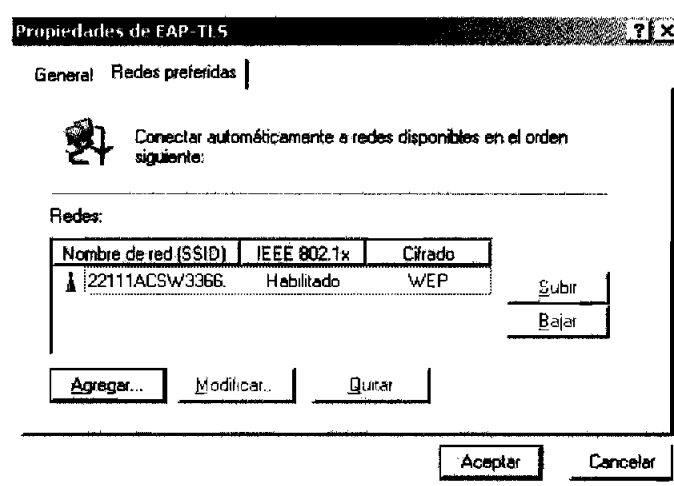 Propiedades de EAP-TLS
? X
General Redes preferidas
Conectar automáticamente a redes disponibles en el orden
siguiente:
Redes:
Nombre de red (SSID) IEEE 802.1x Cifrado
22111ACSW3366. Habilitado WEP
Subir
Bajar
Agregar... Modificar.. Quitar
Aceptar Cancelar